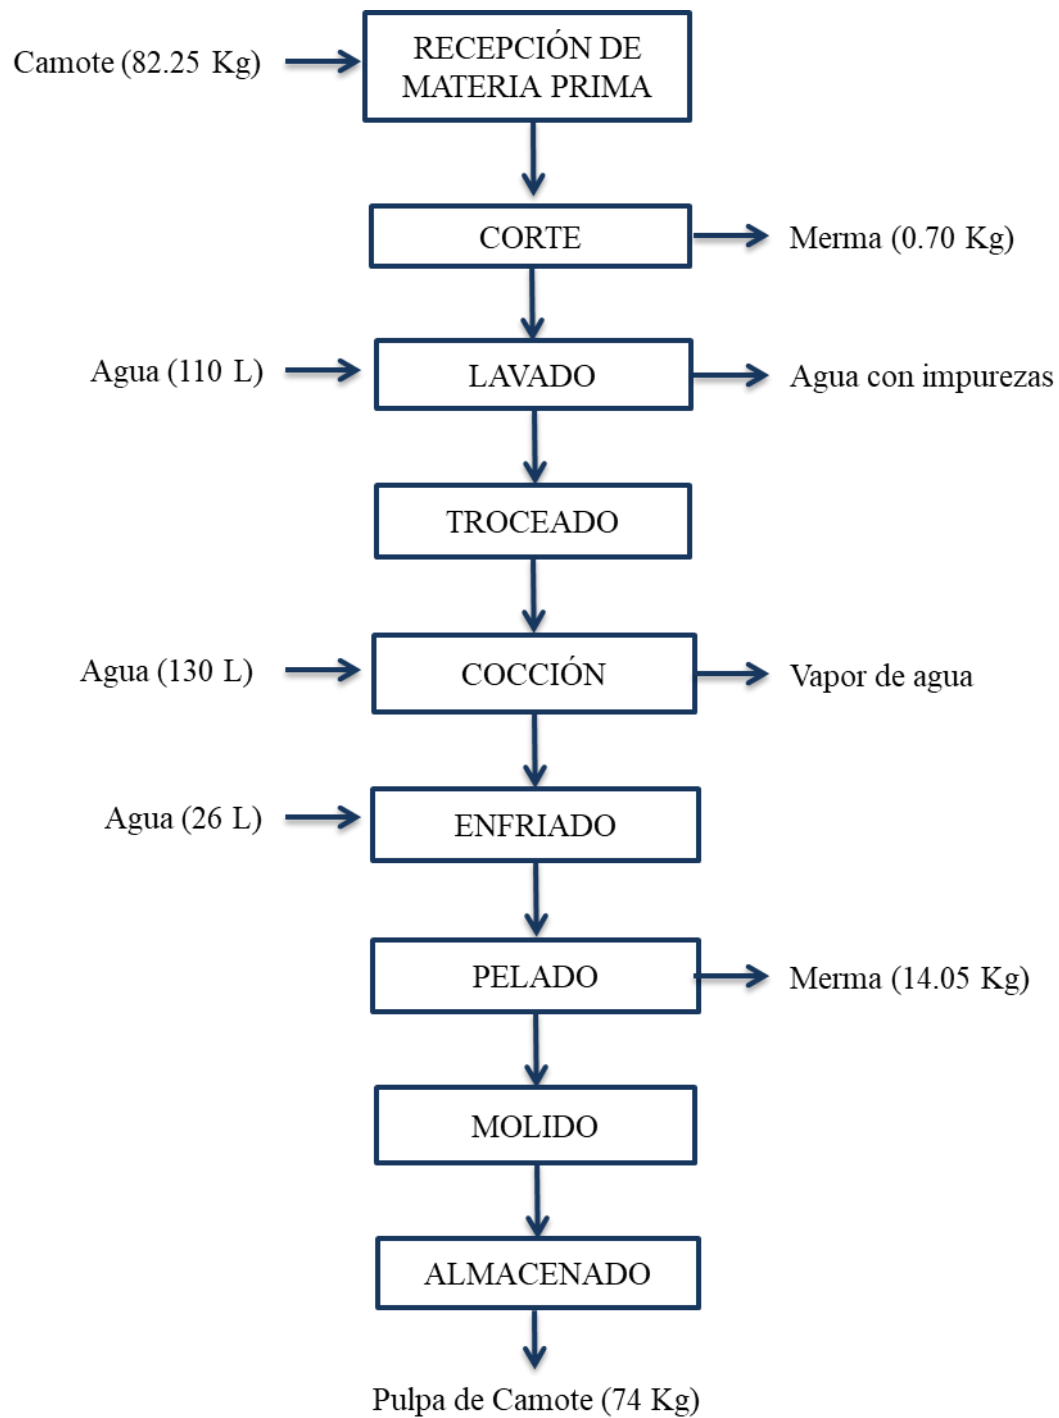 Camote (82.25 Kg)
RECEPCIÓN DE
MATERIA PRIMA
CORTE
Merma (0.70 Kg)
Agua (110 L)
LAVADO
Agua con impurezas
TROCEADO
Agua (130 L)
COCCIÓN
Vapor de agua
Agua (26 L)
ENFRIADO
PELADO
Merma (14.05 Kg)
MOLIDO
ALMACENADO
Pulpa de Camote (74 Kg)